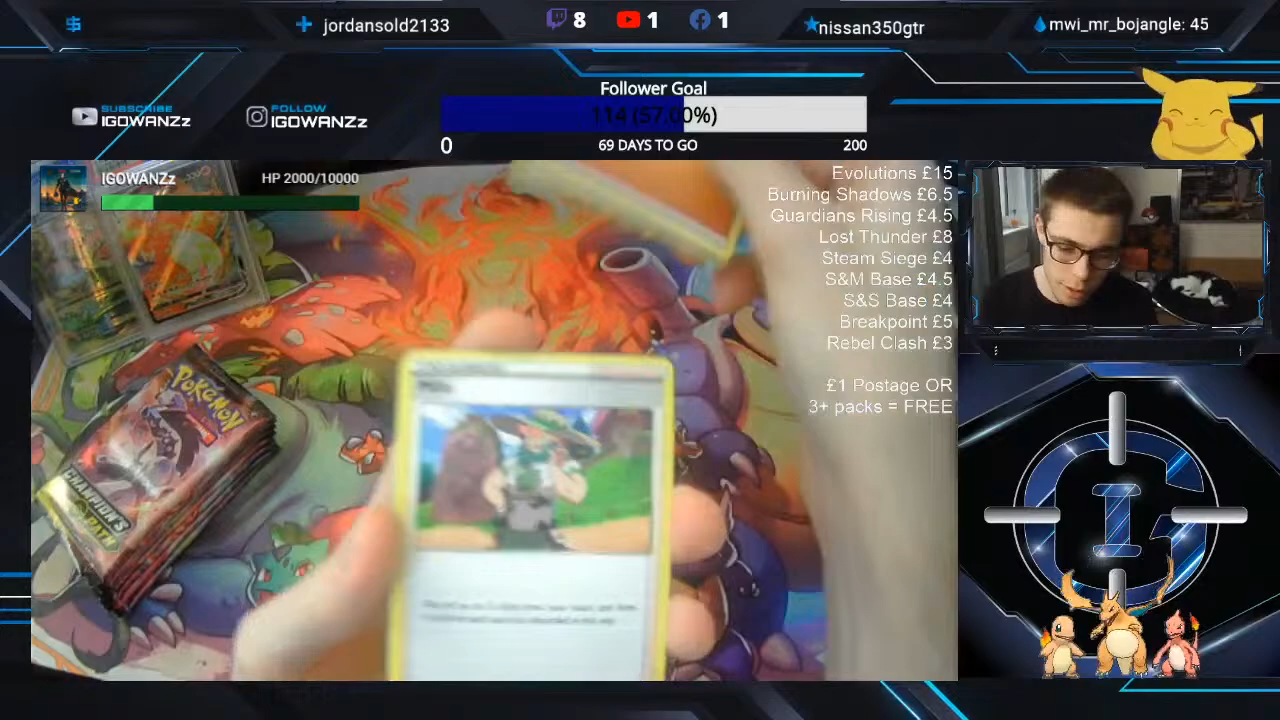 jordansold2133
8
1
1
nissan350gtr
mwi_mr_bojangle: 45
SUBSCRIBE
IGOWANZz
FOLLOW
IGOWANZz
Follower Goal
114 (57.00%)
0
69 DAYS TO GO
200
IGOWANZz
HP 2000/10000
Evolutions £15
Burning Shadows £6.5
Guardians Rising £4.5
Lost Thunder £8
Steam Siege £4
S&M Base £4.5
S&S Base £4
Breakpoint £5
Rebel Clash £3
£1 Postage OR
3+ packs = FREE
POKÉMON
CHAMPION'S
PATH
G
I